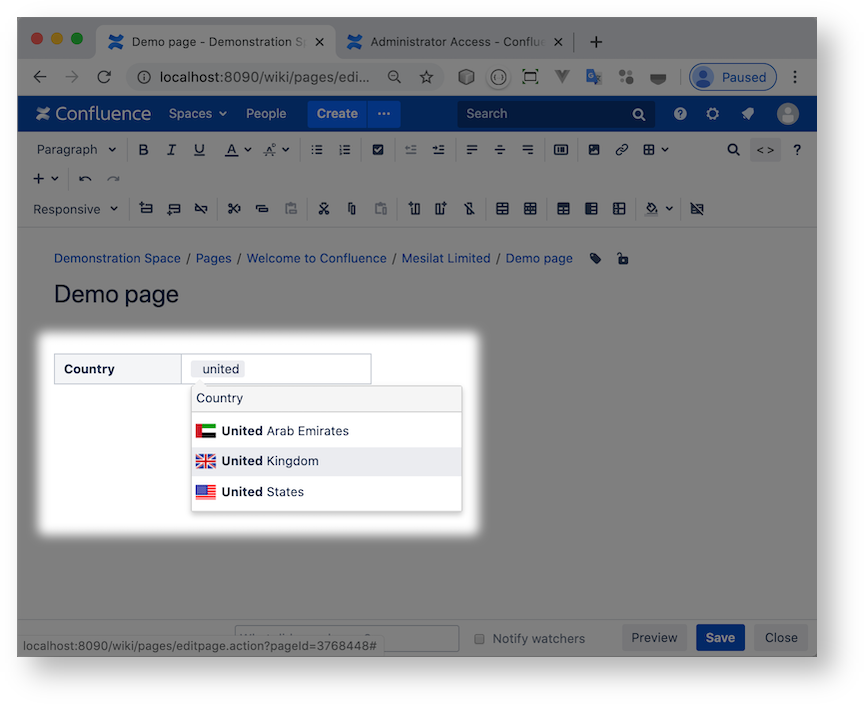 Demo page - Demonstration S
Administrator Access - Conflue
localhost:8090/wiki/pages/edi...
Paused
Confluence
Spaces
People
Create
Search
Paragraph
Responsive
Demonstration Space / Pages / Welcome to Confluence / Mesilat Limited / Demo page
Demo page
Country united
Country
United Arab Emirates
United Kingdom
United States
Notify watchers
Preview
Save
Close
localhost:8090/wiki/pages/editpage.action?pageId=3768448#